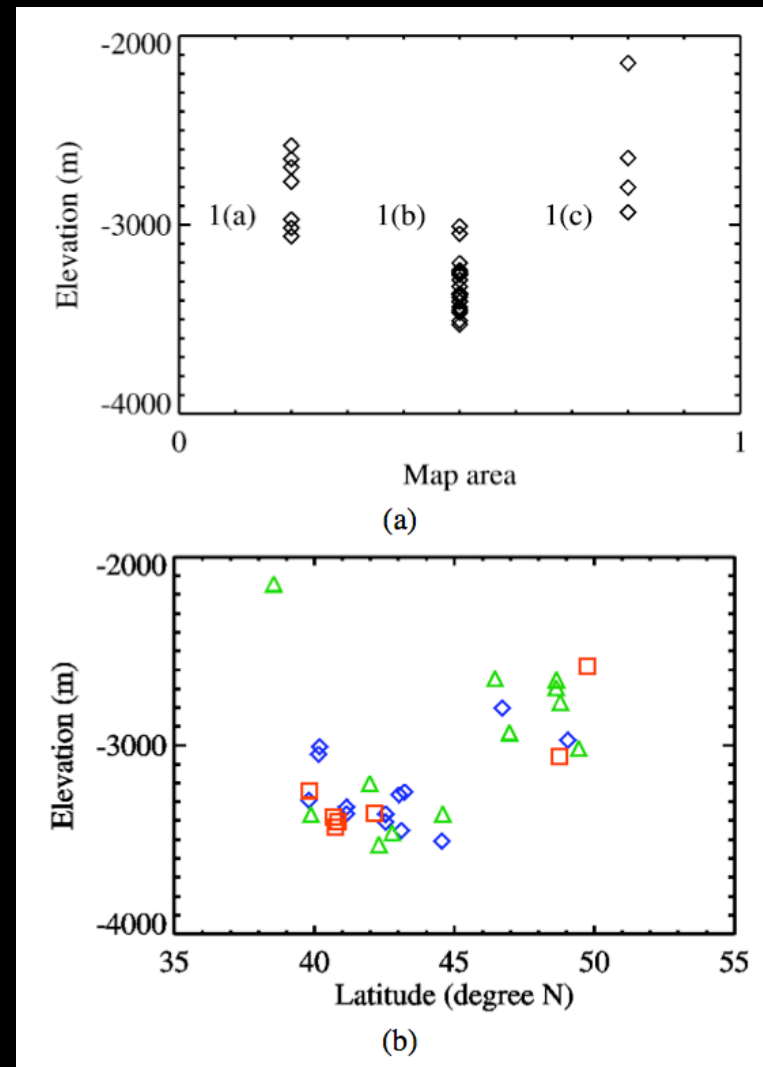 -2000
Elevation (m)
1(a) -3000 1(b) 1(c)
-4000
0 1
Map area
(a)
-2000
Elevation (m)
-3000
-4000
35 40 45 50 55
Latitude (degree N)
(b)